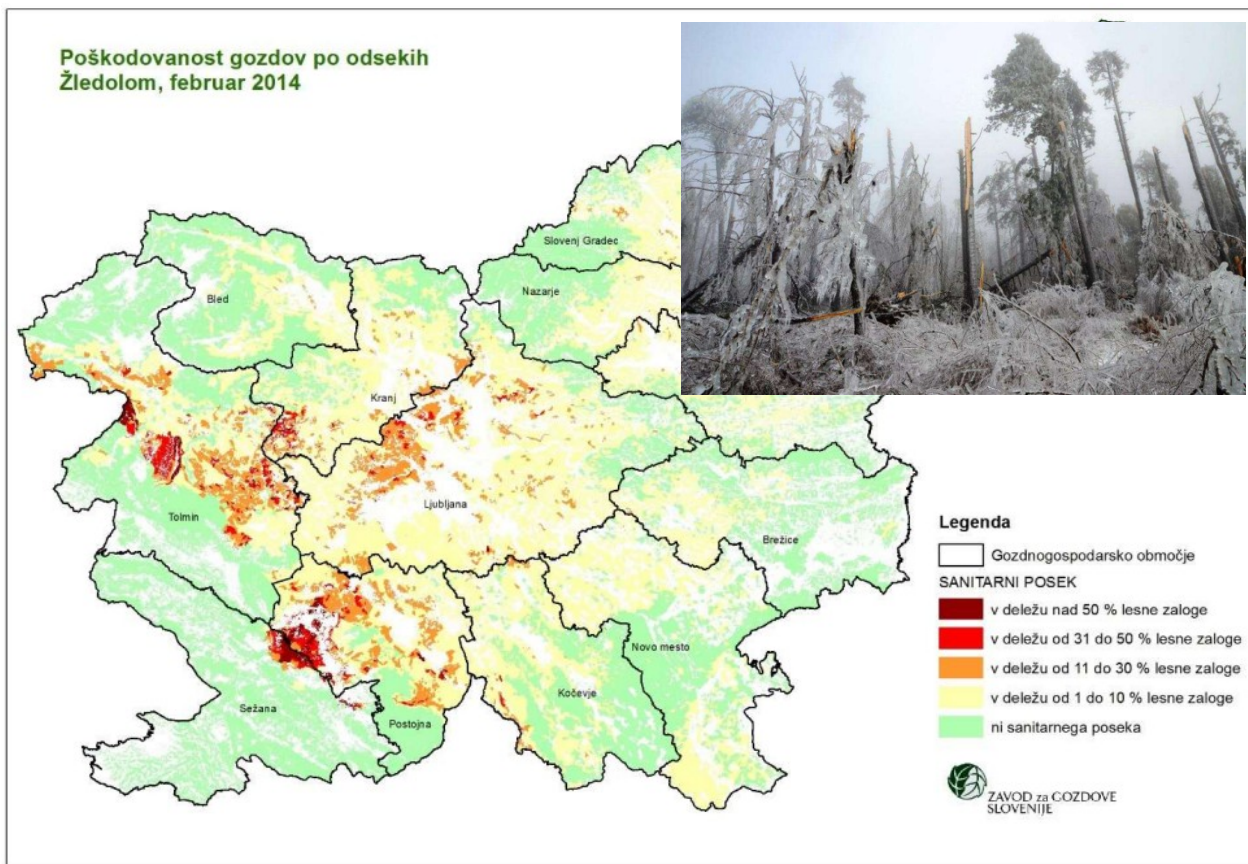 Poškodovanost gozdov po odsekih
Žledolom, februar 2014
Slovenj Gradec
Nazarje
Bled
Kranj
Ljubljana
Tolmin
Brežice
Novo mesto
Kočevje
Sežana
Postojna
Legenda
Gozdnogospodarsko območje
SANITARNI POSEK
v deležu nad 50 % lesne zaloge
v deležu od 31 do 50 % lesne zaloge
v deležu od 11 do 30 % lesne zaloge
v deležu od 1 do 10 % lesne zaloge
ni sanitarnega poseka
ZAVOD za GOZDOVE
SLOVENIJE